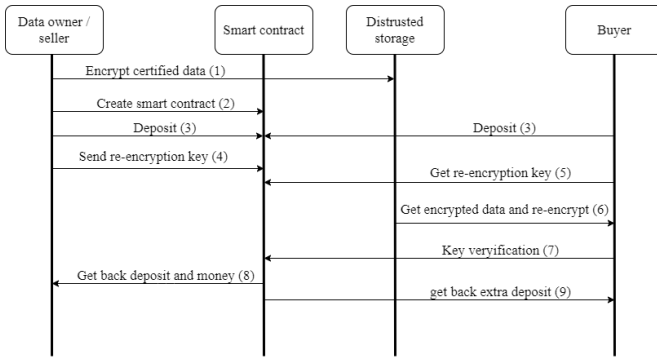 Data owner /
seller
Smart contract
Distrusted
storage
Buyer
Encrypt certified data (1)
Create smart contract (2)
Deposit (3)
Deposit (3)
Send re-encryption key (4)
Get re-encryption key (5)
Get encrypted data and re-encrypt (6)
Key veryification (7)
Get back deposit and money (8)
get back extra deposit (9)